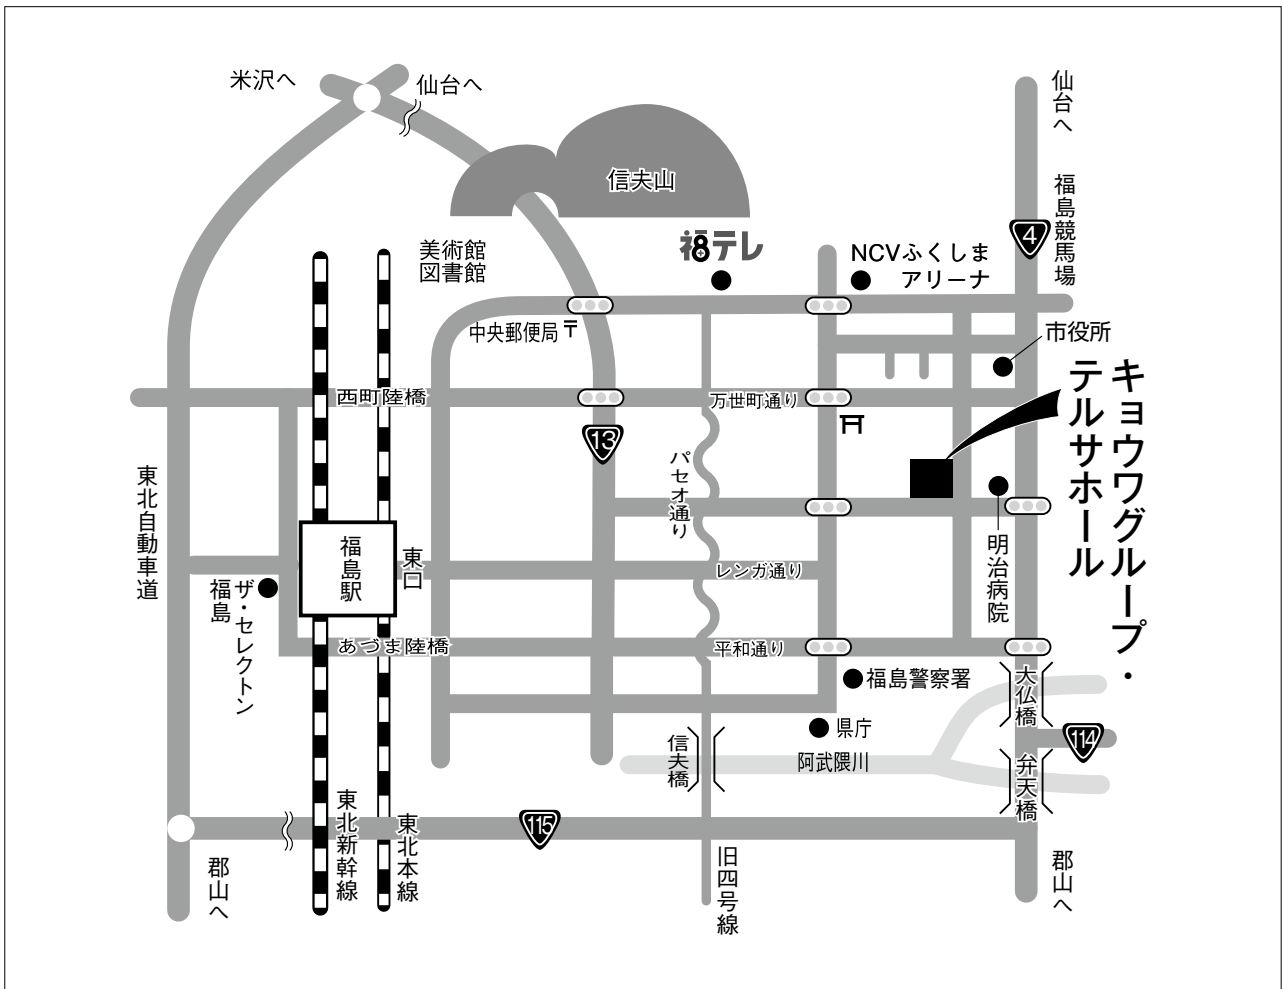 米沢へ
仙台へ
仙台へ
信夫山
福島競馬場
4
美術館
図書館
福8テレ
NCVふくしま
アリーナ
中央郵便局〒
市役所
キョウワグループ・
テルサホール
西町陸橋
万世町通り
13
パセオ通り
東北自動車道
福島駅
東口
レンガ通り
明治病院
ザ・セレクトン
福島
あづま陸橋
平和通り
福島警察署
大仏橋
県庁
信夫橋
阿武隈川
114
弁天橋
東北新幹線
東北本線
115
旧四号線
郡山へ
郡山へ